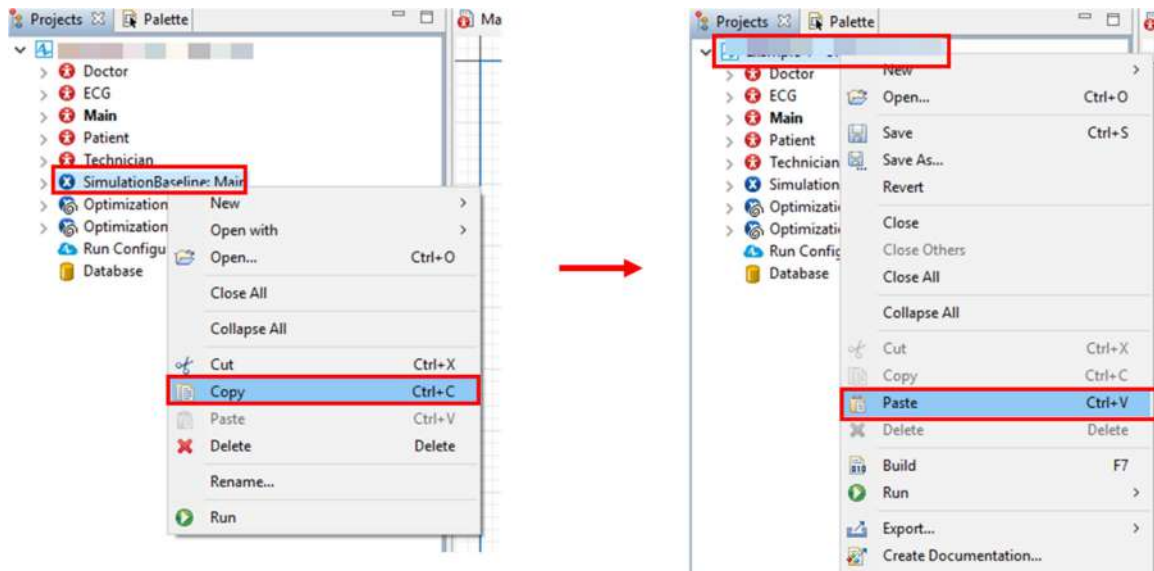 Projects Palette Ma
Doctor
ECG
Main
Patient
Technician
SimulationBaseline: Main
Optimization
Optimization
Run Configu
Database
New
Open with
Open... Ctrl+O
Close All
Collapse All
Cut Ctrl+X
Copy Ctrl+C
Paste Ctrl+V
Delete Delete
Rename...
Run
Projects Palette
Doctor
ECG
Main
Patient
Technician
Simulation
Optimizati
Optimizati
Run Config
Database
New
Open... Ctrl+O
Save Ctrl+S
Save As...
Revert
Close
Close Others
Close All
Collapse All
Cut Ctrl+X
Copy Ctrl+C
Paste Ctrl+V
Delete Delete
Build F7
Run
Export...
Create Documentation...